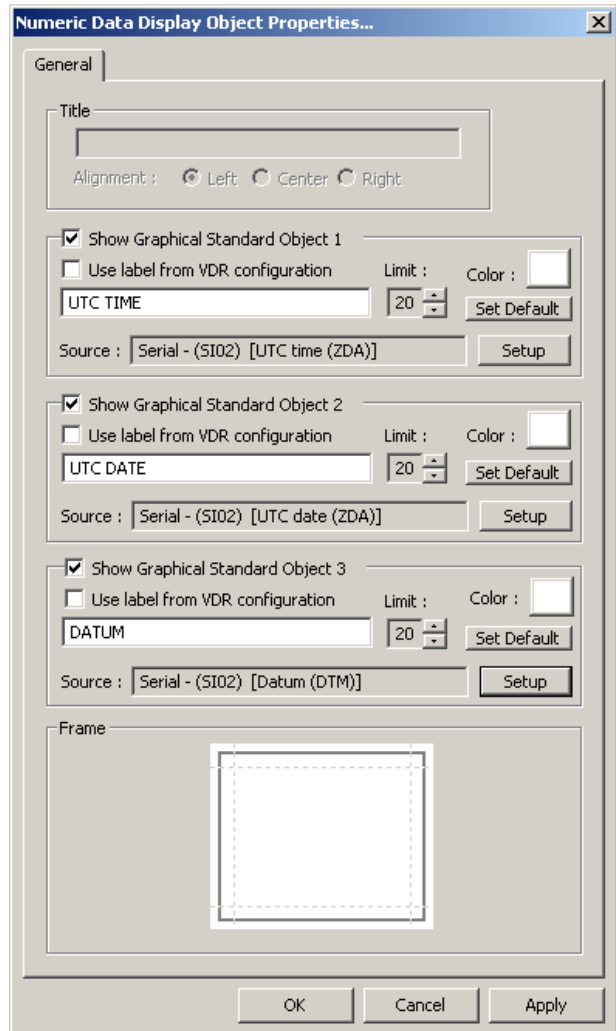 Numeric Data Display Object Properties...
General
Title
Alignment : Left Center Right
Show Graphical Standard Object 1
Use label from VDR configuration Limit : Color :
UTC TIME 20 Set Default
Source : Serial - (SI02) [UTC time (ZDA)] Setup
Show Graphical Standard Object 2
Use label from VDR configuration Limit : Color :
UTC DATE 20 Set Default
Source : Serial - (SI02) [UTC date (ZDA)] Setup
Show Graphical Standard Object 3
Use label from VDR configuration Limit : Color :
DATUM 20 Set Default
Source : Serial - (SI02) [Datum (DTM)] Setup
Frame
OK Cancel Apply